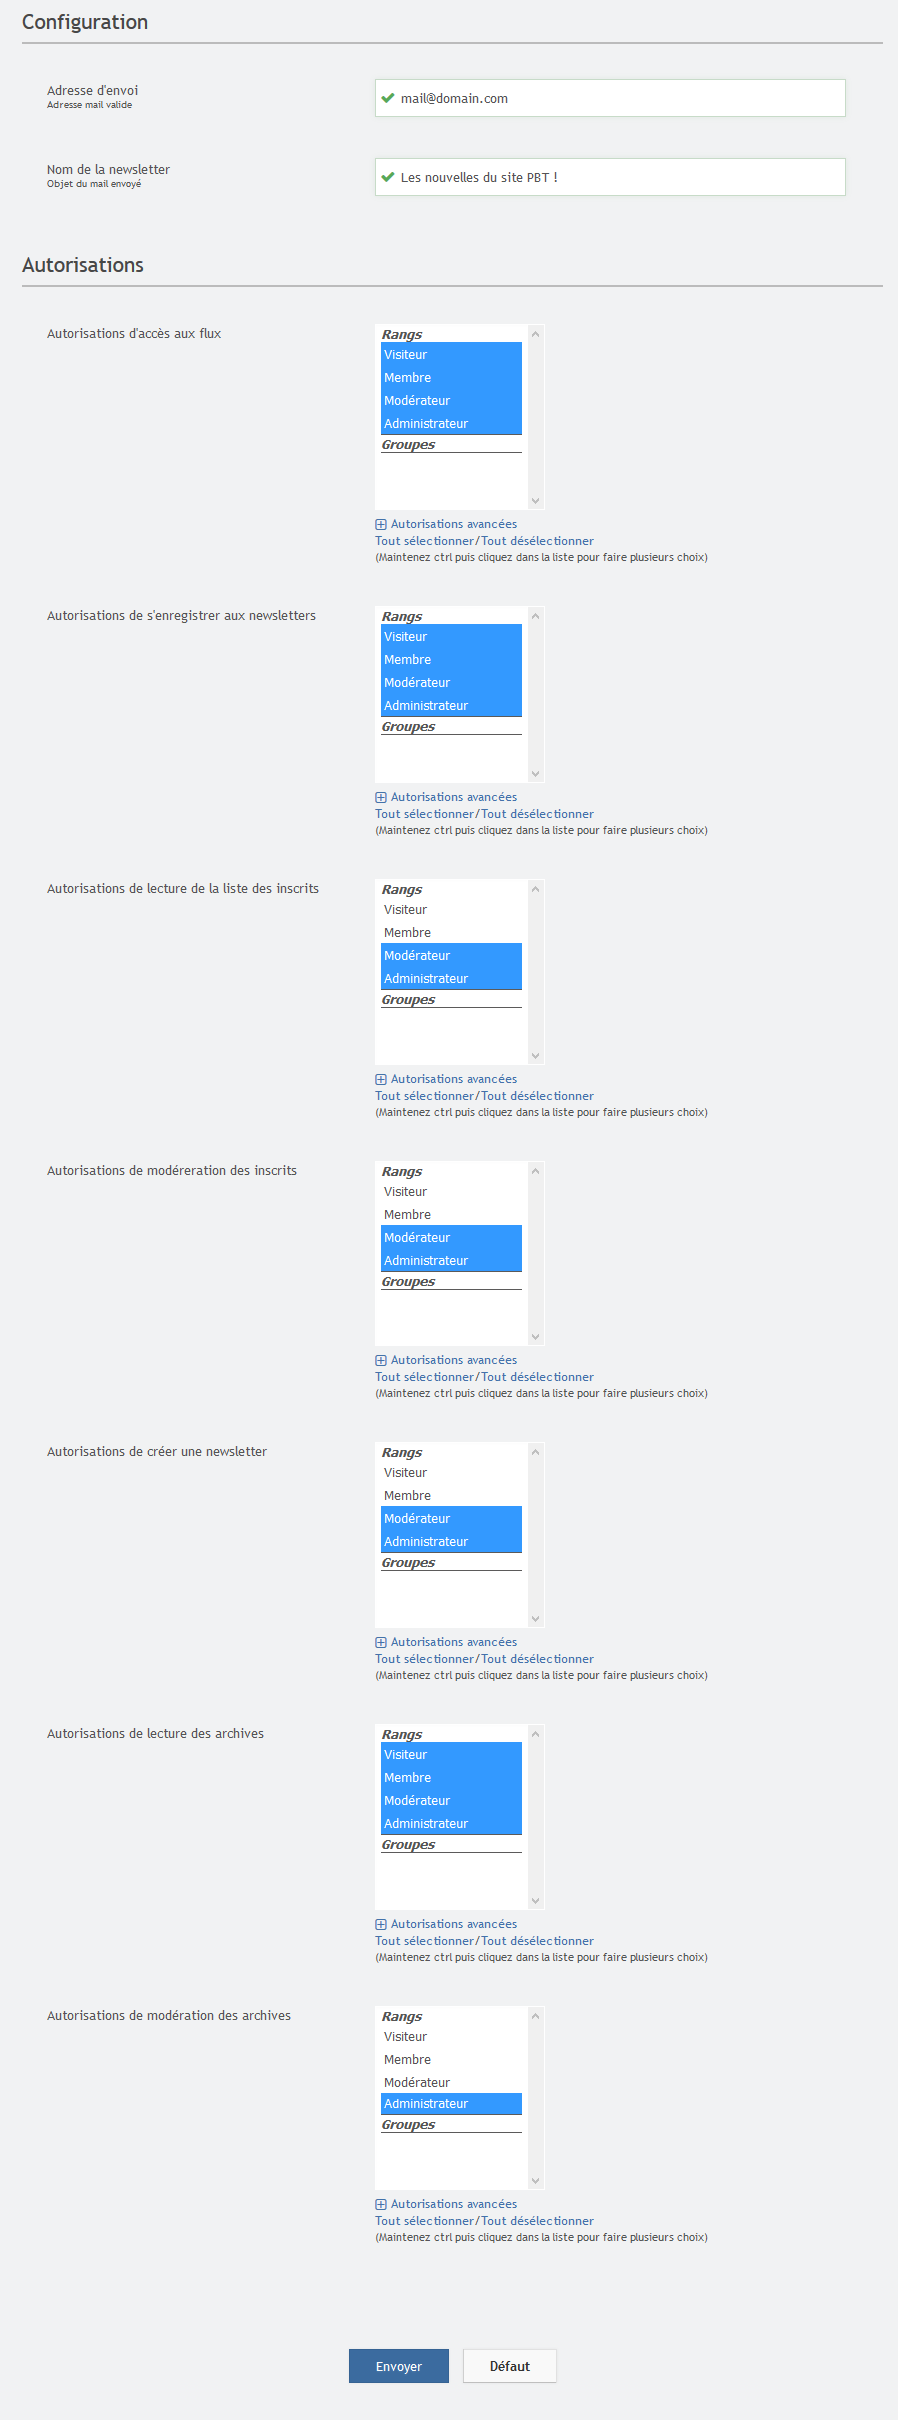 Configuration
Adresse d'envoi
Adresse mail valide
mail@domain.com
Nom de la newsletter
Objet du mail envoyé
Les nouvelles du site PBT !
Autorisations
Autorisations d'accès aux flux
Rangs
Visiteur
Membre
Modérateur
Administrateur
Groupes
Autorisations avancées
Tout sélectionner/Tout désélectionner
(Maintenez ctrl puis cliquez dans la liste pour faire plusieurs choix)
Autorisations de s'enregistrer aux newsletters
Rangs
Visiteur
Membre
Modérateur
Administrateur
Groupes
Autorisations avancées
Tout sélectionner/Tout désélectionner
(Maintenez ctrl puis cliquez dans la liste pour faire plusieurs choix)
Autorisations de lecture de la liste des inscrits
Rangs
Visiteur
Membre
Modérateur
Administrateur
Groupes
Autorisations avancées
Tout sélectionner/Tout désélectionner
(Maintenez ctrl puis cliquez dans la liste pour faire plusieurs choix)
Autorisations de modéreration des inscrits
Rangs
Visiteur
Membre
Modérateur
Administrateur
Groupes
Autorisations avancées
Tout sélectionner/Tout désélectionner
(Maintenez ctrl puis cliquez dans la liste pour faire plusieurs choix)
Autorisations de créer une newsletter
Rangs
Visiteur
Membre
Modérateur
Administrateur
Groupes
Autorisations avancées
Tout sélectionner/Tout désélectionner
(Maintenez ctrl puis cliquez dans la liste pour faire plusieurs choix)
Autorisations de lecture des archives
Rangs
Visiteur
Membre
Modérateur
Administrateur
Groupes
Autorisations avancées
Tout sélectionner/Tout désélectionner
(Maintenez ctrl puis cliquez dans la liste pour faire plusieurs choix)
Autorisations de modération des archives
Rangs
Visiteur
Membre
Modérateur
Administrateur
Groupes
Autorisations avancées
Tout sélectionner/Tout désélectionner
(Maintenez ctrl puis cliquez dans la liste pour faire plusieurs choix)
Envoyer Défaut